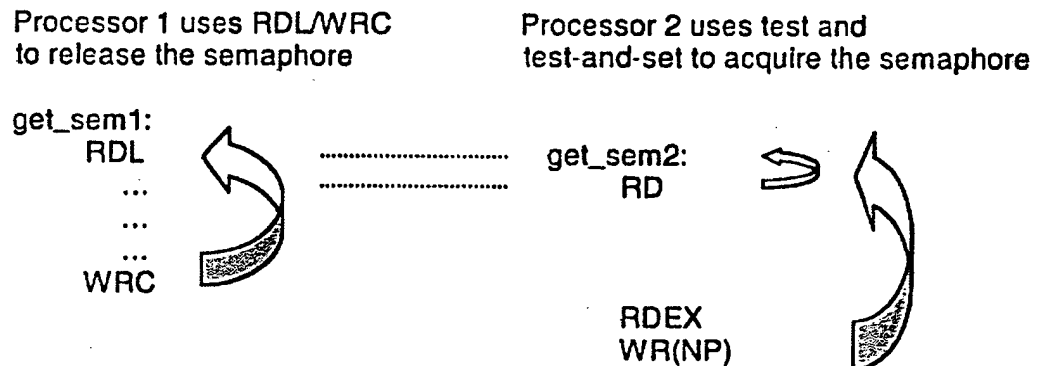 Processor 1 uses RDL/WRC
to release the semaphore
Processor 2 uses test and
test-and-set to acquire the semaphore
get_sem1:
RDL
...
...
...
WRC
get_sem2:
RD
RDEX
WR(NP)